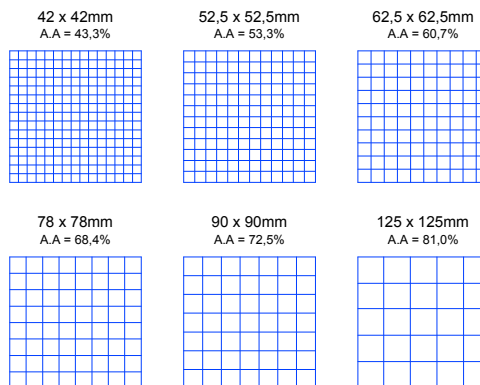 42 x 42mm
A.A = 43,3%
52,5 x 52,5mm
A.A = 53,3%
62,5 x 62,5mm
A.A = 60,7%
78 x 78mm
A.A = 68,4%
90 x 90mm
A.A = 72,5%
125 x 125mm
A.A = 81,0%